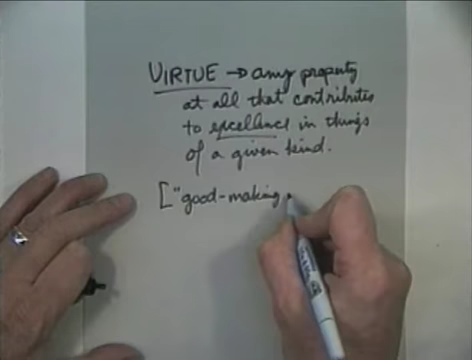 VIRTUE → any property
at all that contributes
to excellence in things
of a given kind.
["good-making